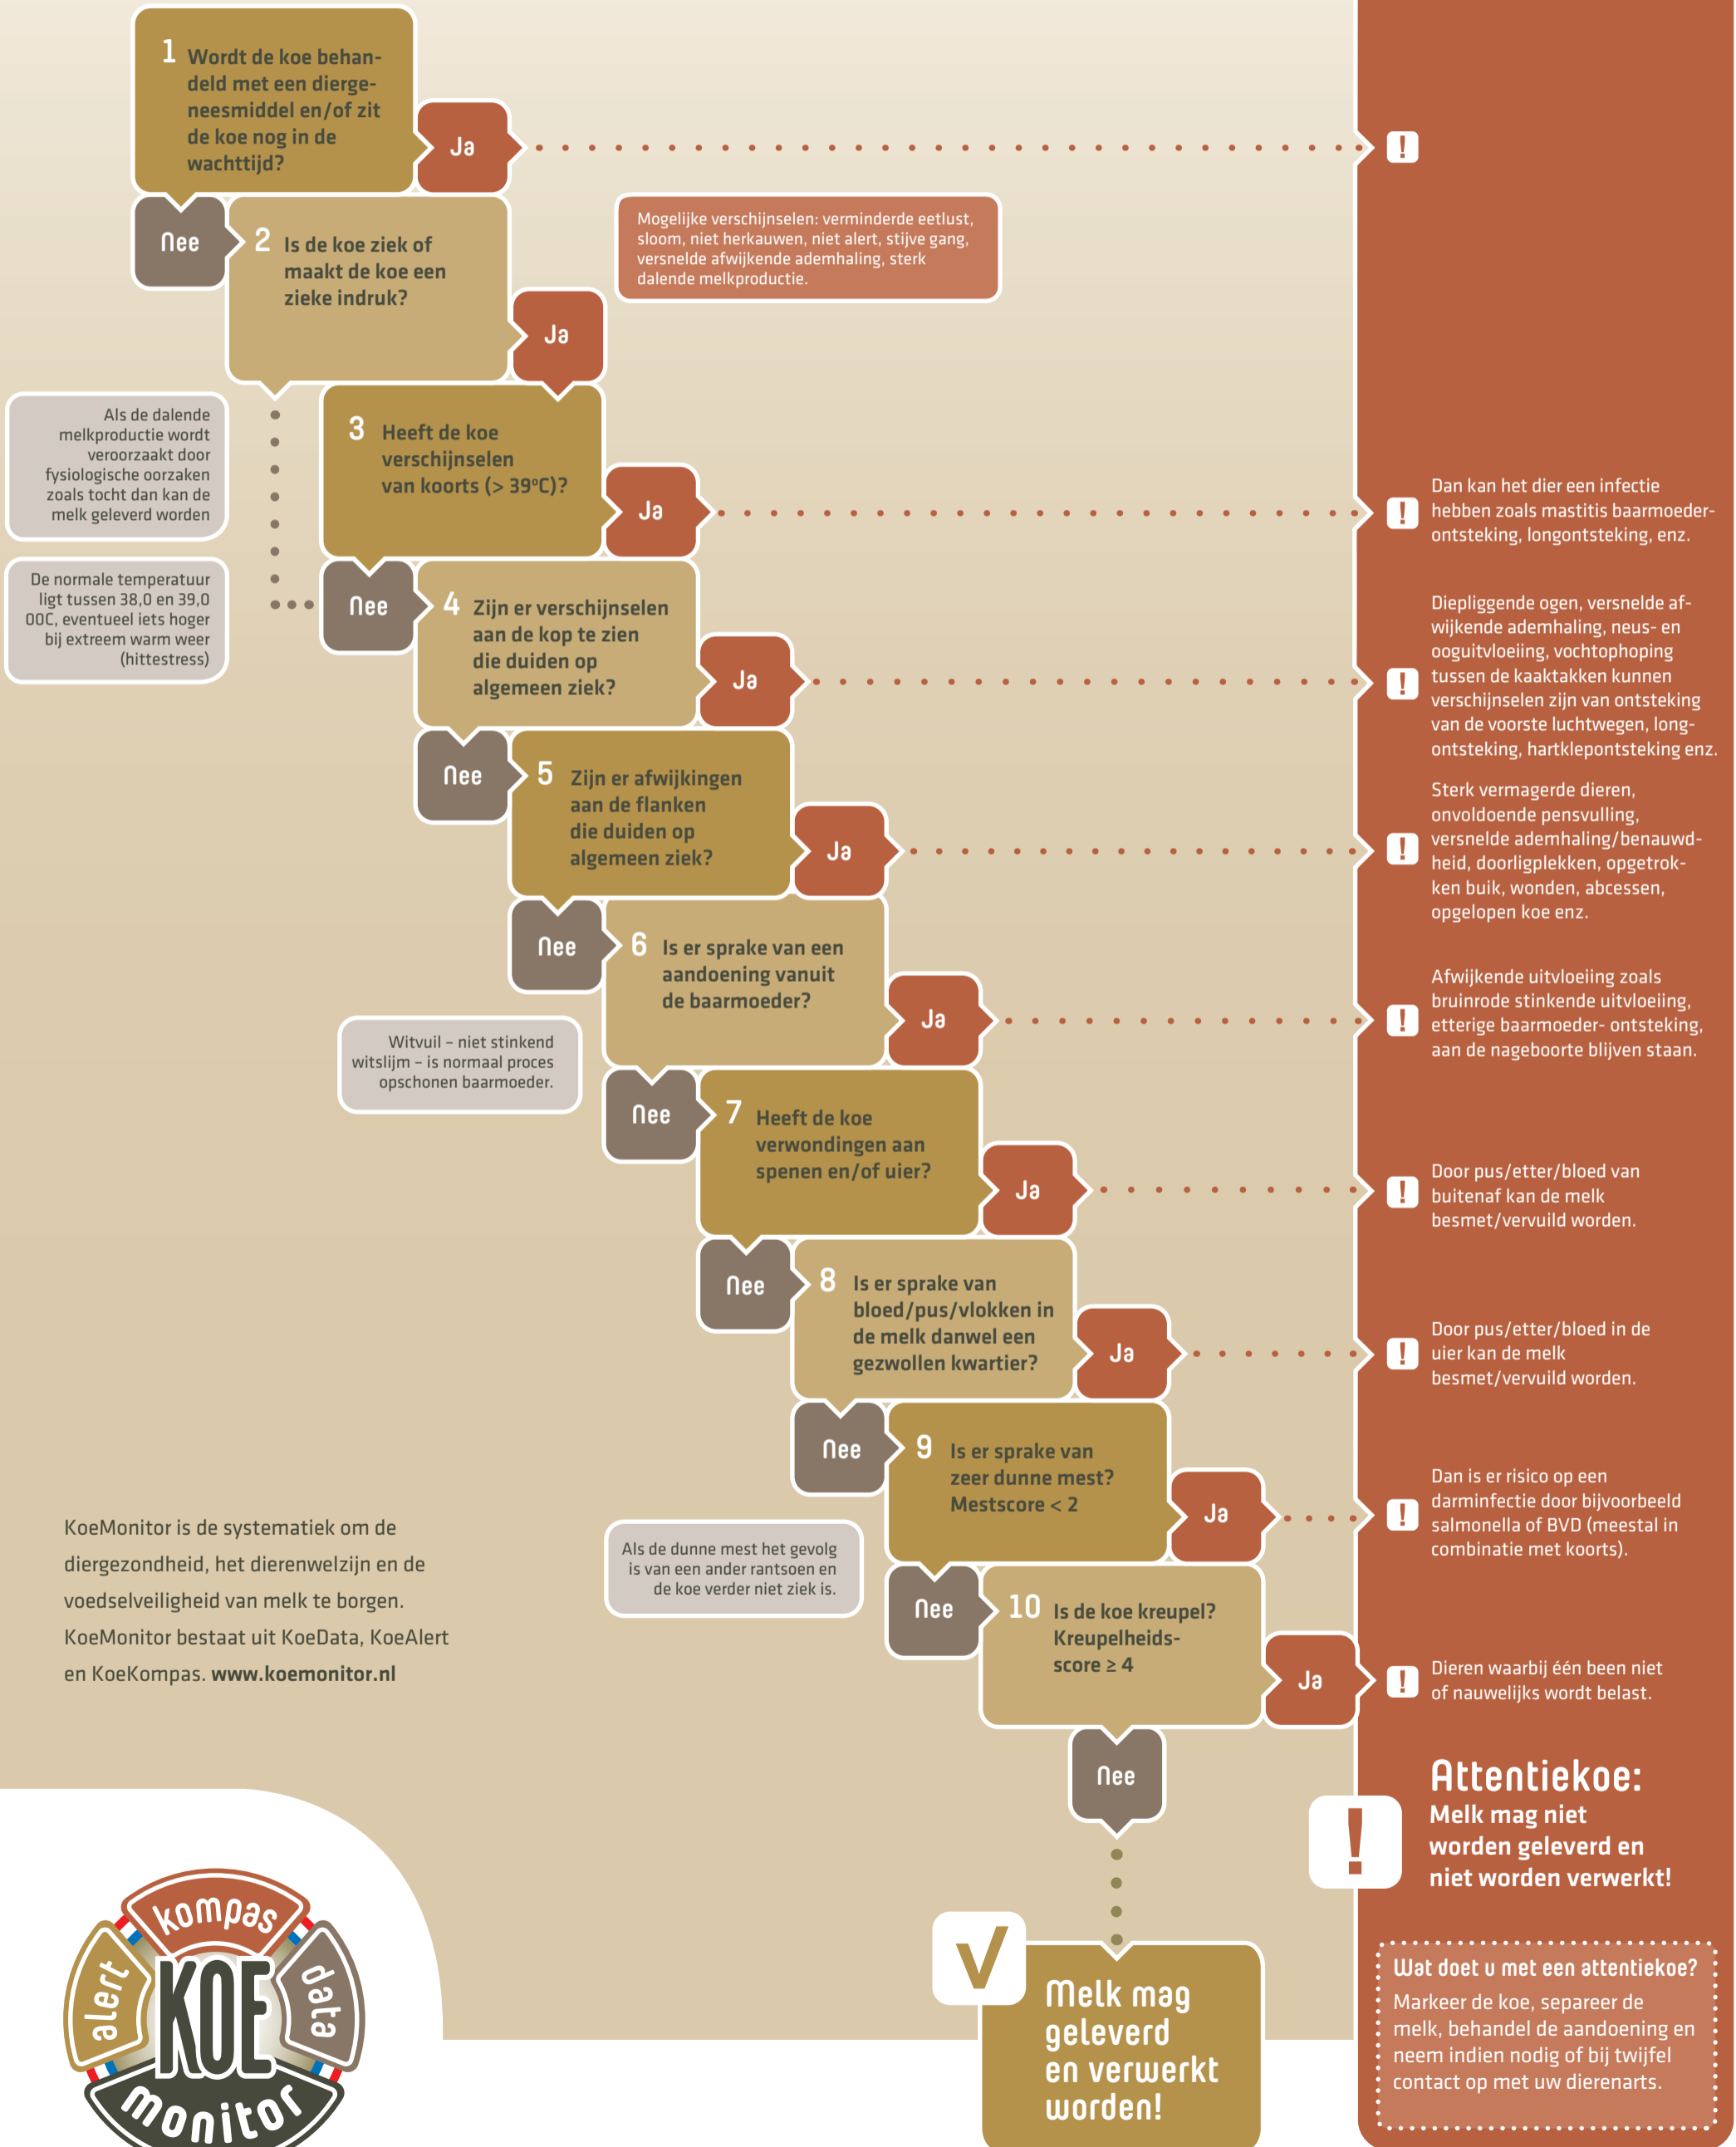 1 Wordt de koe behan-
deld met een dierge-
neesmiddel en/of zit
de koe nog in de
wachttijd?
Ja
!
Nee
2 Is de koe ziek of
maakt de koe een
zieke indruk?
Mogelijke verschijnselen: verminderde eetlust,
sloom, niet herkauwen, niet alert, stijve gang,
versnelde afwijkende ademhaling, sterk
dalende melkproductie.
Ja
Als de dalende
melkproductie wordt
veroorzaakt door
fysiologische oorzaken
zoals tocht dan kan de
melk geleverd worden
3 Heeft de koe
verschijnselen
van koorts (> 39ºC)?
Ja
!
Dan kan het dier een infectie
hebben zoals mastitis baarmoeder-
ontsteking, longontsteking, enz.
De normale temperatuur
ligt tussen 38,0 en 39,0
00C, eventueel iets hoger
bij extreem warm weer
(hittestress)
Nee
4 Zijn er verschijnselen
aan de kop te zien
die duiden op
algemeen ziek?
Ja
!
Diepliggende ogen, versnelde af-
wijkende ademhaling, neus- en
ooguitvloeiing, vochtophoping
tussen de kaaktakken kunnen
verschijnselen zijn van ontsteking
van de voorste luchtwegen, long-
ontsteking, hartklepontsteking enz.
Nee
5 Zijn er afwijkingen
aan de flanken
die duiden op
algemeen ziek?
Ja
!
Sterk vermagerde dieren,
onvoldoende pensvulling,
versnelde ademhaling/benauwd-
heid, doorligplekken, opgetrok-
ken buik, wonden, abcessen,
opgelopen koe enz.
Nee
6 Is er sprake van een
aandoening vanuit
de baarmoeder?
Ja
!
Afwijkende uitvloeiing zoals
bruinrode stinkende uitvloeiing,
etterige baarmoeder- ontsteking,
aan de nageboorte blijven staan.
Witvuil – niet stinkend
witslijm – is normaal proces
opschonen baarmoeder.
Nee
7 Heeft de koe
verwondingen aan
spenen en/of uier?
Ja
!
Door pus/etter/bloed van
buitenaf kan de melk
besmet/vervuild worden.
Nee
8 Is er sprake van
bloed/pus/vlokken in
de melk danwel een
gezwollen kwartier?
Ja
!
Door pus/etter/bloed in de
uier kan de melk
besmet/vervuild worden.
Nee
9 Is er sprake van
zeer dunne mest?
Mestscore < 2
Ja
!
Dan is er risico op een
darminfectie door bijvoorbeeld
salmonella of BVD (meestal in
combinatie met koorts).
Als de dunne mest het gevolg
is van een ander rantsoen en
de koe verder niet ziek is.
Nee
10 Is de koe kreupel?
Kreupelheids-
score ≥ 4
Ja
!
Dieren waarbij één been niet
of nauwelijks wordt belast.
Nee
KoeMonitor is de systematiek om de
diergezondheid, het dierenwelzijn en de
voedselveiligheid van melk te borgen.
KoeMonitor bestaat uit KoeData, KoeAlert
en KoeKompas. www.koemonitor.nl
!
Attentiekoe:
Melk mag niet
worden geleverd en
niet worden verwerkt!
Wat doet u met een attentiekoe?
Markeer de koe, separeer de
melk, behandel de aandoening en
neem indien nodig of bij twijfel
contact op met uw dierenarts.
√
Melk mag
geleverd
en verwerkt
worden!
kompas
alert
KOE
data
monitor